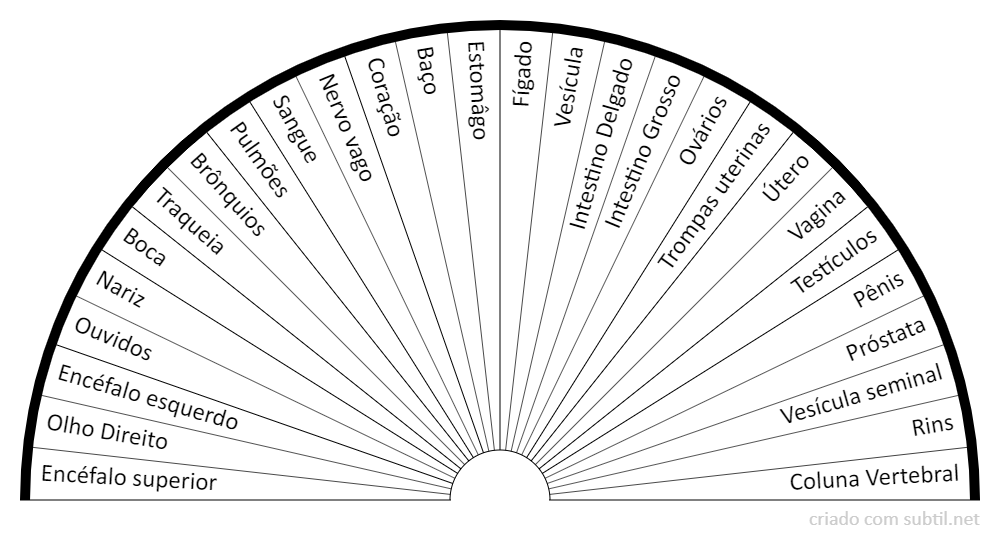 Encéfalo superior
Olho Direito
Encéfalo esquerdo
Ouvidos
Nariz
Boca
Traqueia
Brônquios
Pulmões
Sangue
Nervo vago
Coração
Baço
Estomâgo
Fígado
Vesícula
Intestino Delgado
Intestino Grosso
Ovários
Trompas uterinas
Útero
Vagina
Testículos
Pênis
Próstata
Vesícula seminal
Rins
Coluna Vertebral
criado com subtil.net